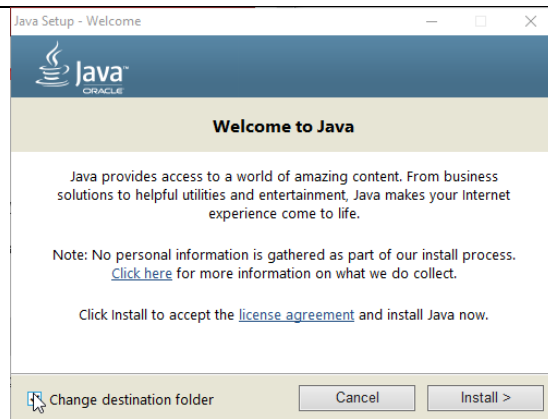 Java Setup - Welcome
Java™
ORACLE
Welcome to Java
Java provides access to a world of amazing content. From business
solutions to helpful utilities and entertainment, Java makes your Internet
experience come to life.
Note: No personal information is gathered as part of our install process.
Click here for more information on what we do collect.
Click Install to accept the license agreement and install Java now.
Change destination folder
Cancel
Install >